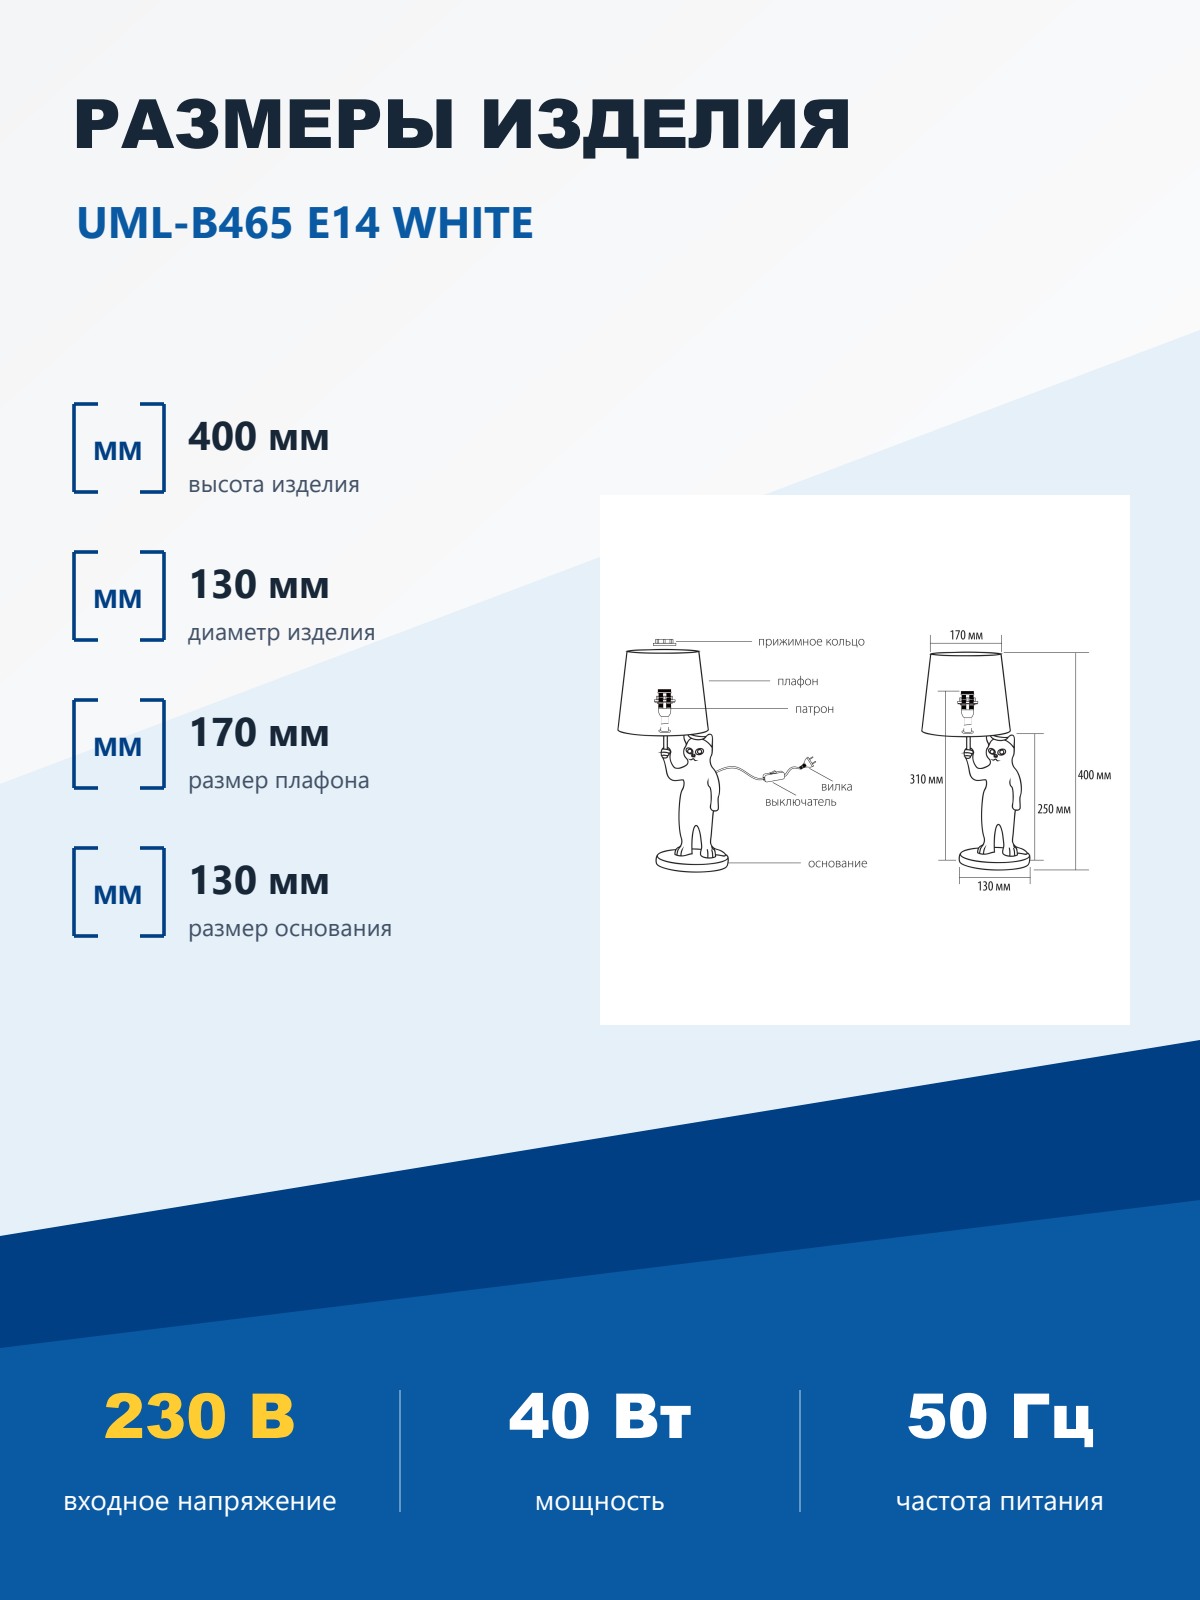 РАЗМЕРЫ ИЗДЕЛИЯ
UML-B465 E14 WHITE
мм
400 мм
высота изделия
мм
130 мм
диаметр изделия
мм
170 мм
размер плафона
мм
130 мм
размер основания
прижимное кольцо
плафон
патрон
вилка
выключатель
основание
170 мм
310 мм
400 мм
250 мм
130 мм
230 В
входное напряжение
40 Вт
мощность
50 Гц
частота питания